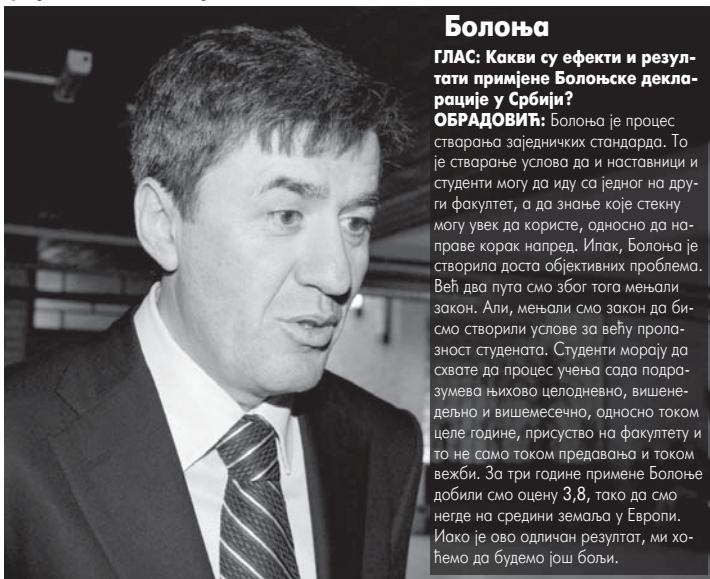 Болоња
ГЛАС: Какви су ефекти и резул-
тати примјене Болоњске декла-
рације у Србији?
ОБРАДОВИЋ: Болоња је процес
стварања заједничких стандарда. То
је стварање услова да и наставници и
студенти могу да иду са једног на дру-
ги факултет, а да знање које стекну
могу увек да користе, односно да на-
праве корак напред. Ипак, Болоња је
створила доста објективних проблема.
Већ два пута смо због тога мењали
закон. Али, мењали смо закон да би-
смо створили услове за већу прола-
зност студената. Студенти морају да
схвате да процес учења сада подра-
зумева њихово целодневно, вишене-
дељно и вишемесечно, односно током
целе године, присуство на факултету и
то не само током предавања и током
вежби. За три године примене Болоње
добили смо оцену 3,8, тако да смо
негде на средини земаља у Европи.
Иако је ово одличан резултат, ми хо-
ћемо да будемо још бољи.